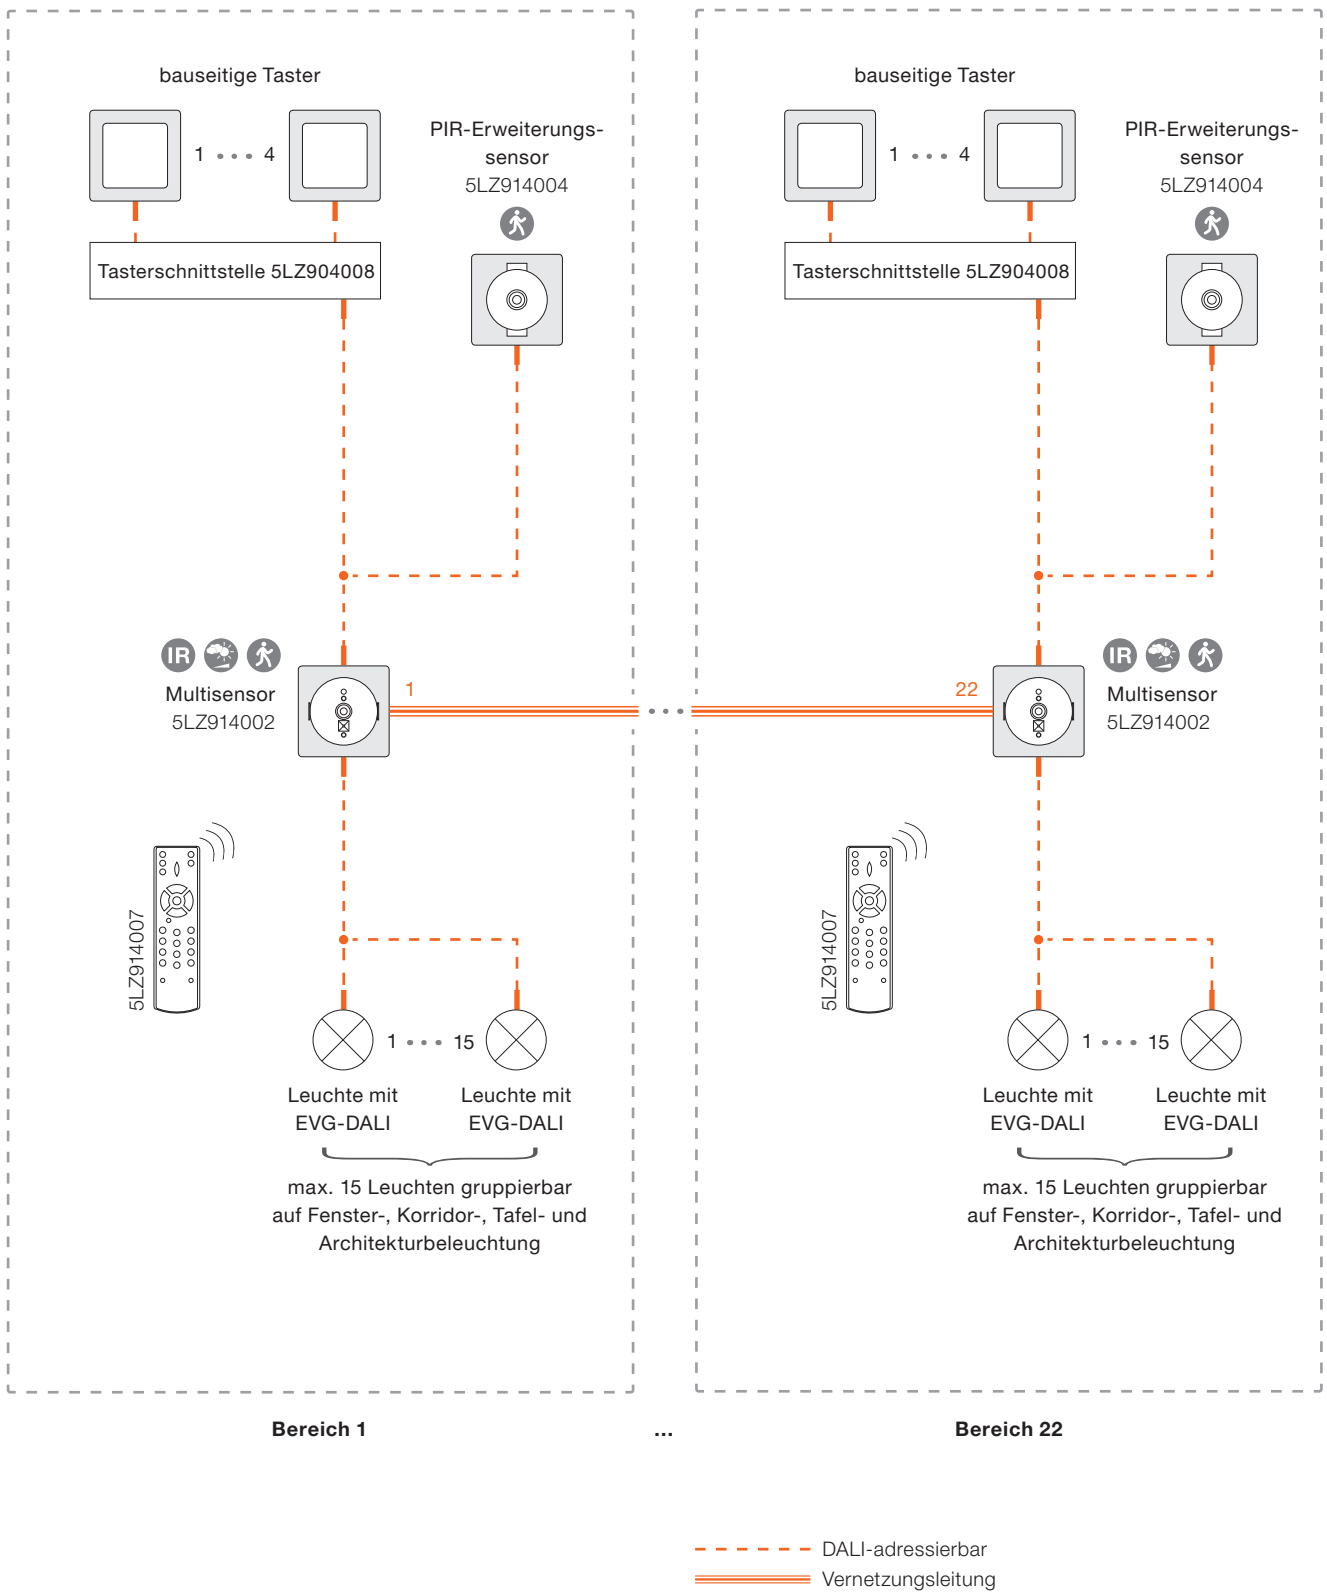 bauseitige Taster
1 4
PIR-Erweiterungs-
sensor
5LZ914004
Tasterschnittstelle 5LZ904008
IR
Multisensor
5LZ914002
1
5LZ914007
1 15
Leuchte mit
EVG-DALI
Leuchte mit
EVG-DALI
max. 15 Leuchten gruppierbar
auf Fenster-, Korridor-, Tafel- und
Architekturbeleuchtung
Bereich 1
...
bauseitige Taster
1 4
PIR-Erweiterungs-
sensor
5LZ914004
Tasterschnittstelle 5LZ904008
22
IR
Multisensor
5LZ914002
5LZ914007
1 15
Leuchte mit
EVG-DALI
Leuchte mit
EVG-DALI
max. 15 Leuchten gruppierbar
auf Fenster-, Korridor-, Tafel- und
Architekturbeleuchtung
Bereich 22
DALI-adressierbar
Vernetzungsleitung